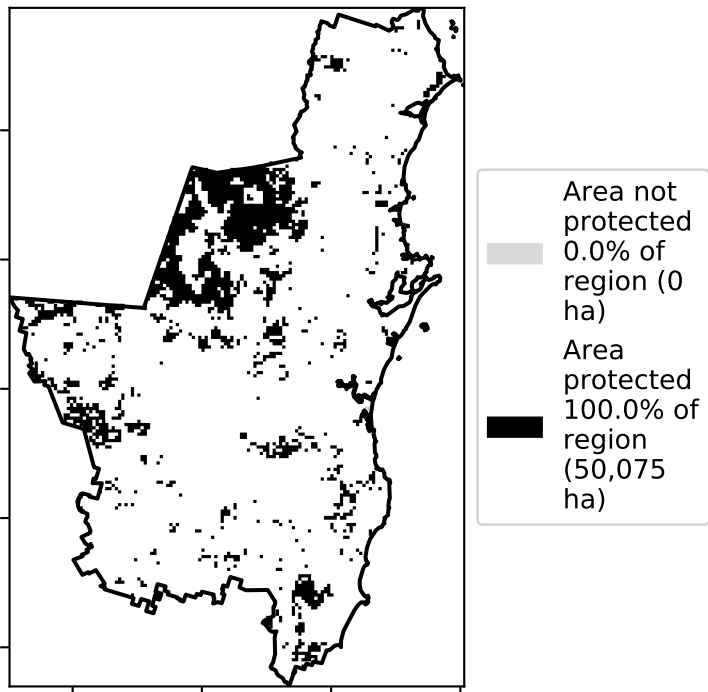 Area not
protected
0.0% of
region (0
ha)
Area
protected
100.0% of
region
(50,075
ha)